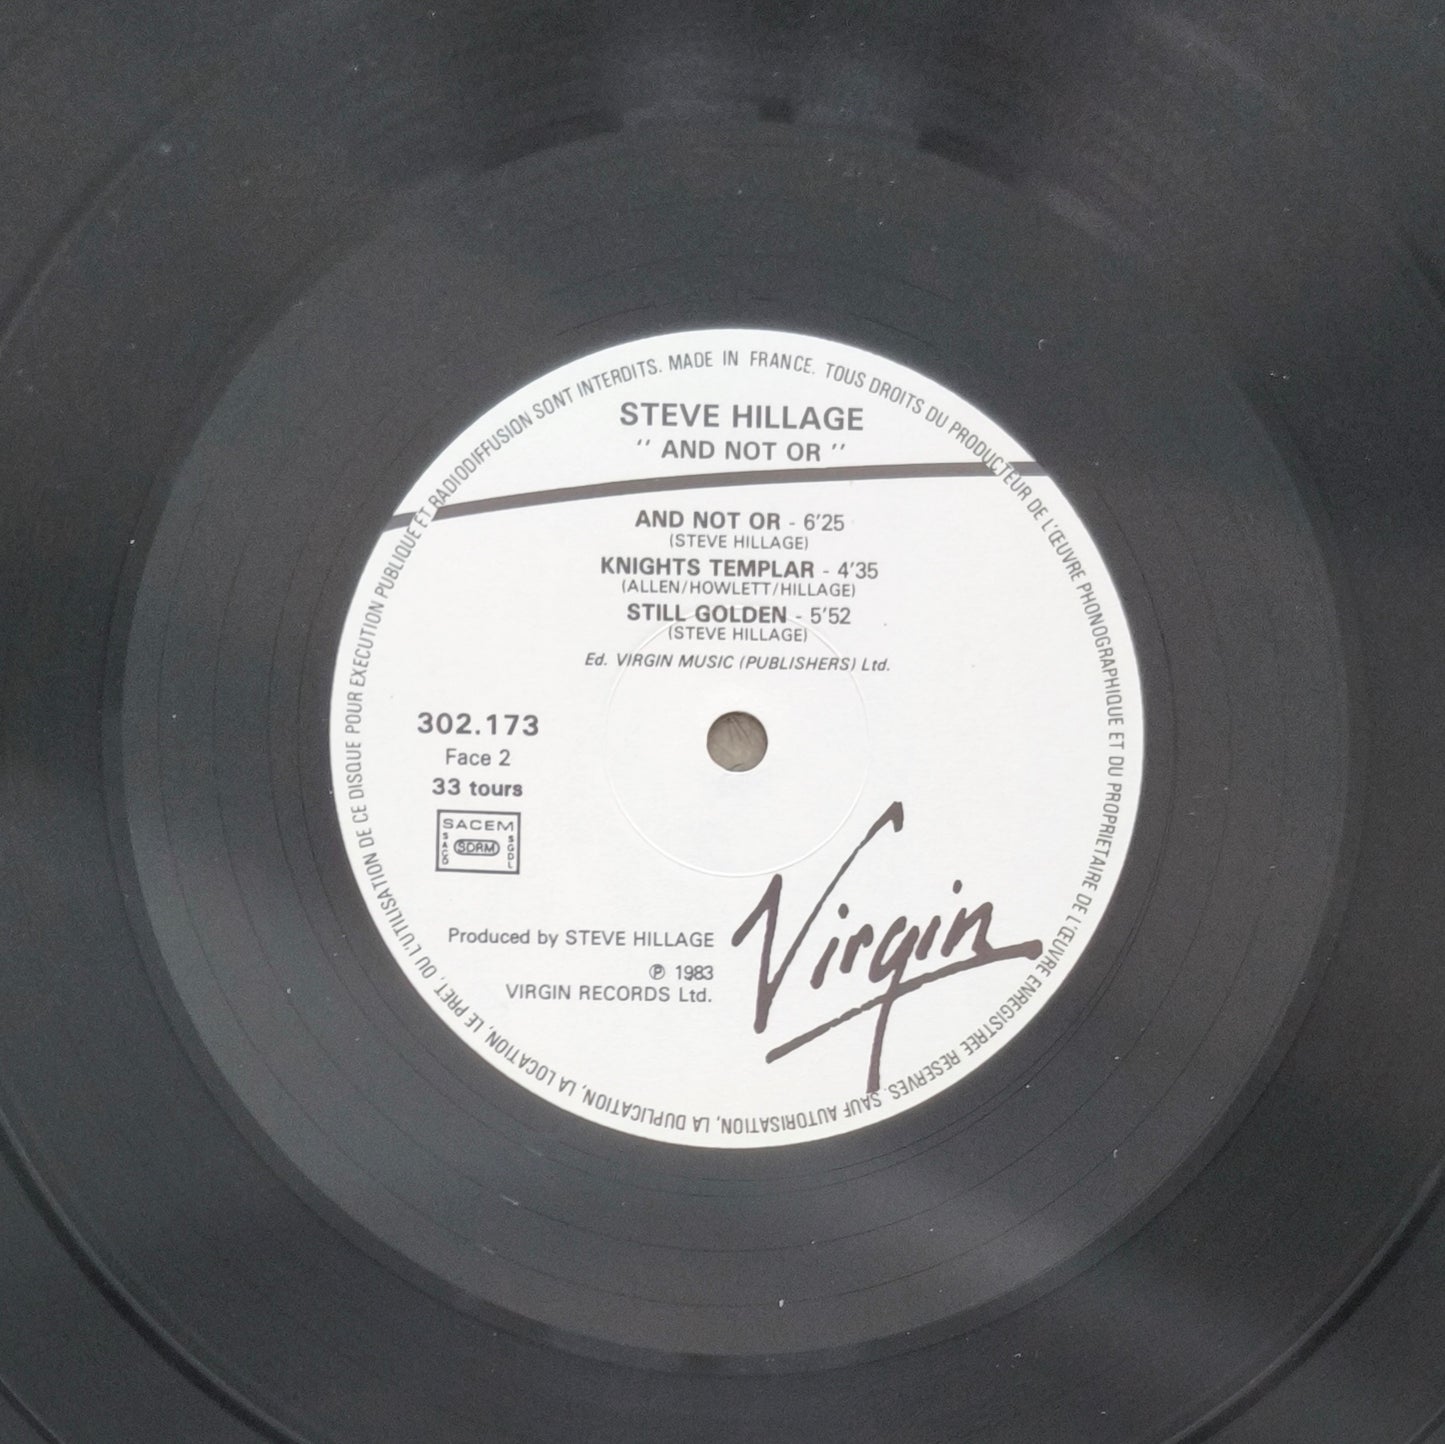 STEVE HILLAGE
" AND NOT OR "
AND NOT OR - 6'25
(STEVE HILLAGE)
KNIGHTS TEMPLAR - 4'35
(ALLEN/HOWLETT/HILLAGE)
STILL GOLDEN - 5'52
(STEVE HILLAGE)
Ed. VIRGIN MUSIC (PUBLISHERS) Ltd.
302.173
Face 2
33 tours
SACEM
SACD
SDRM
SGDL
Produced by STEVE HILLAGE
℗ 1983
VIRGIN RECORDS Ltd.
Virgin
MADE IN FRANCE. TOUS DROITS DU PRODUCTEUR DE L'ŒUVRE PHONOGRAPHIQUE ET DU PROPRIETAIRE DE L'ŒUVRE ENREGISTREE RESERVES. SAUF AUTORISATION, LA DUPLICATION, LA LOCATION, LE PRET, OU L'UTILISATION DE CE DISQUE POUR EXECUTION PUBLIQUE ET RADIODIFFUSION SONT INTERDITS.